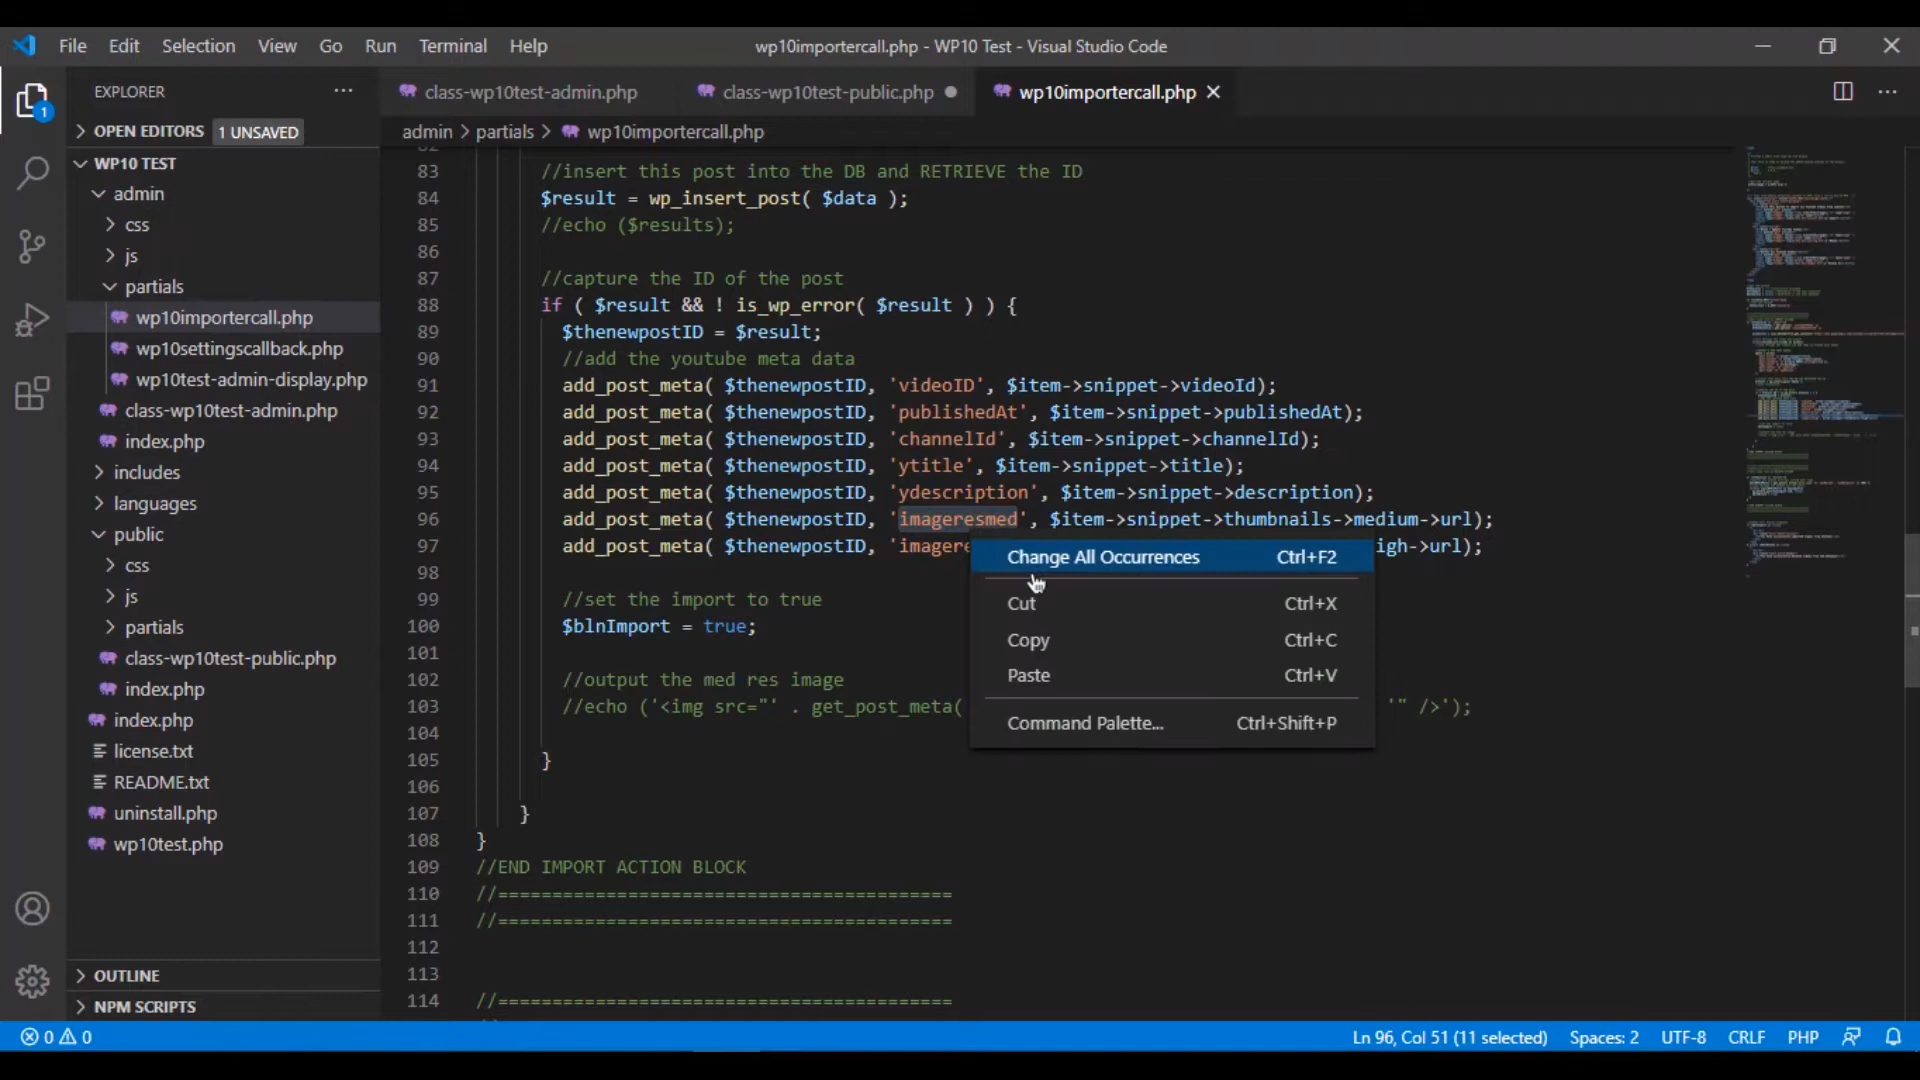 File Edit Selection View Go Run Terminal Help
wp10importercall.php - WP10 Test - Visual Studio Code
EXPLORER
OPEN EDITORS 1 UNSAVED
WP10 TEST
admin
css
js
partials
wp10importercall.php
wp10settingscallback.php
wp10test-admin-display.php
class-wp10test-admin.php
index.php
includes
languages
public
css
js
partials
class-wp10test-public.php
index.php
index.php
license.txt
README.txt
uninstall.php
wp10test.php
OUTLINE
NPM SCRIPTS
1
class-wp10test-admin.php class-wp10test-public.php wp10importercall.php
admin > partials > wp10importercall.php
83 //insert this post into the DB and RETRIEVE the ID
84 $result = wp_insert_post( $data );
85 //echo ($results);
86
87 //capture the ID of the post
88 if ( $result && ! is_wp_error( $result ) ) {
89 $thenewpostID = $result;
90 //add the youtube meta data
91 add_post_meta( $thenewpostID, 'videoID', $item->snippet->videoId);
92 add_post_meta( $thenewpostID, 'publishedAt', $item->snippet->publishedAt);
93 add_post_meta( $thenewpostID, 'channelId', $item->snippet->channelId);
94 add_post_meta( $thenewpostID, 'ytitle', $item->snippet->title);
95 add_post_meta( $thenewpostID, 'ydescription', $item->snippet->description);
96 add_post_meta( $thenewpostID, 'imageresmed', $item->snippet->thumbnails->medium->url);
97 add_post_meta( $thenewpostID, 'imagere igh->url);
98
99 //set the import to true
100 $blnImport = true;
101
102 //output the med res image
103 //echo ('<img src="' . get_post_meta( '" />');
104
105 }
106
107 }
108 }
109 //END IMPORT ACTION BLOCK
110 //==========================================
111 //==========================================
112
113
114 //==========================================
Change All Occurrences Ctrl+F2
Cut Ctrl+X
Copy Ctrl+C
Paste Ctrl+V
Command Palette... Ctrl+Shift+P
0 0 Ln 96, Col 51 (11 selected) Spaces: 2 UTF-8 CRLF PHP